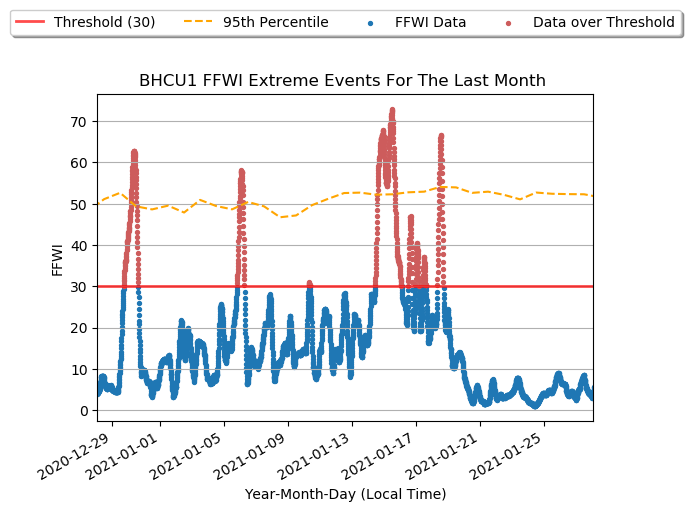 Threshold (30) 95th Percentile FFWI Data Data over Threshold
BHCU1 FFWI Extreme Events For The Last Month
70
60
50
40
30
20
10
0
FFWI
2020-12-29 2021-01-01 2021-01-05 2021-01-09 2021-01-13 2021-01-17 2021-01-21 2021-01-25
Year-Month-Day (Local Time)